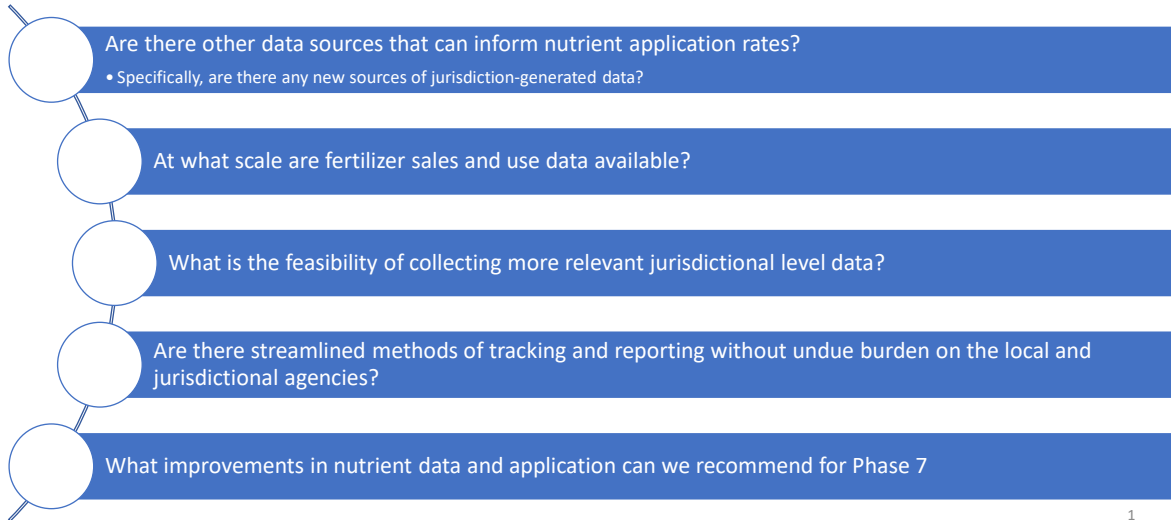 Are there other data sources that can inform nutrient application rates?
• Specifically, are there any new sources of jurisdiction-generated data?
At what scale are fertilizer sales and use data available?
What is the feasibility of collecting more relevant jurisdictional level data?
Are there streamlined methods of tracking and reporting without undue burden on the local and
jurisdictional agencies?
What improvements in nutrient data and application can we recommend for Phase 7
1